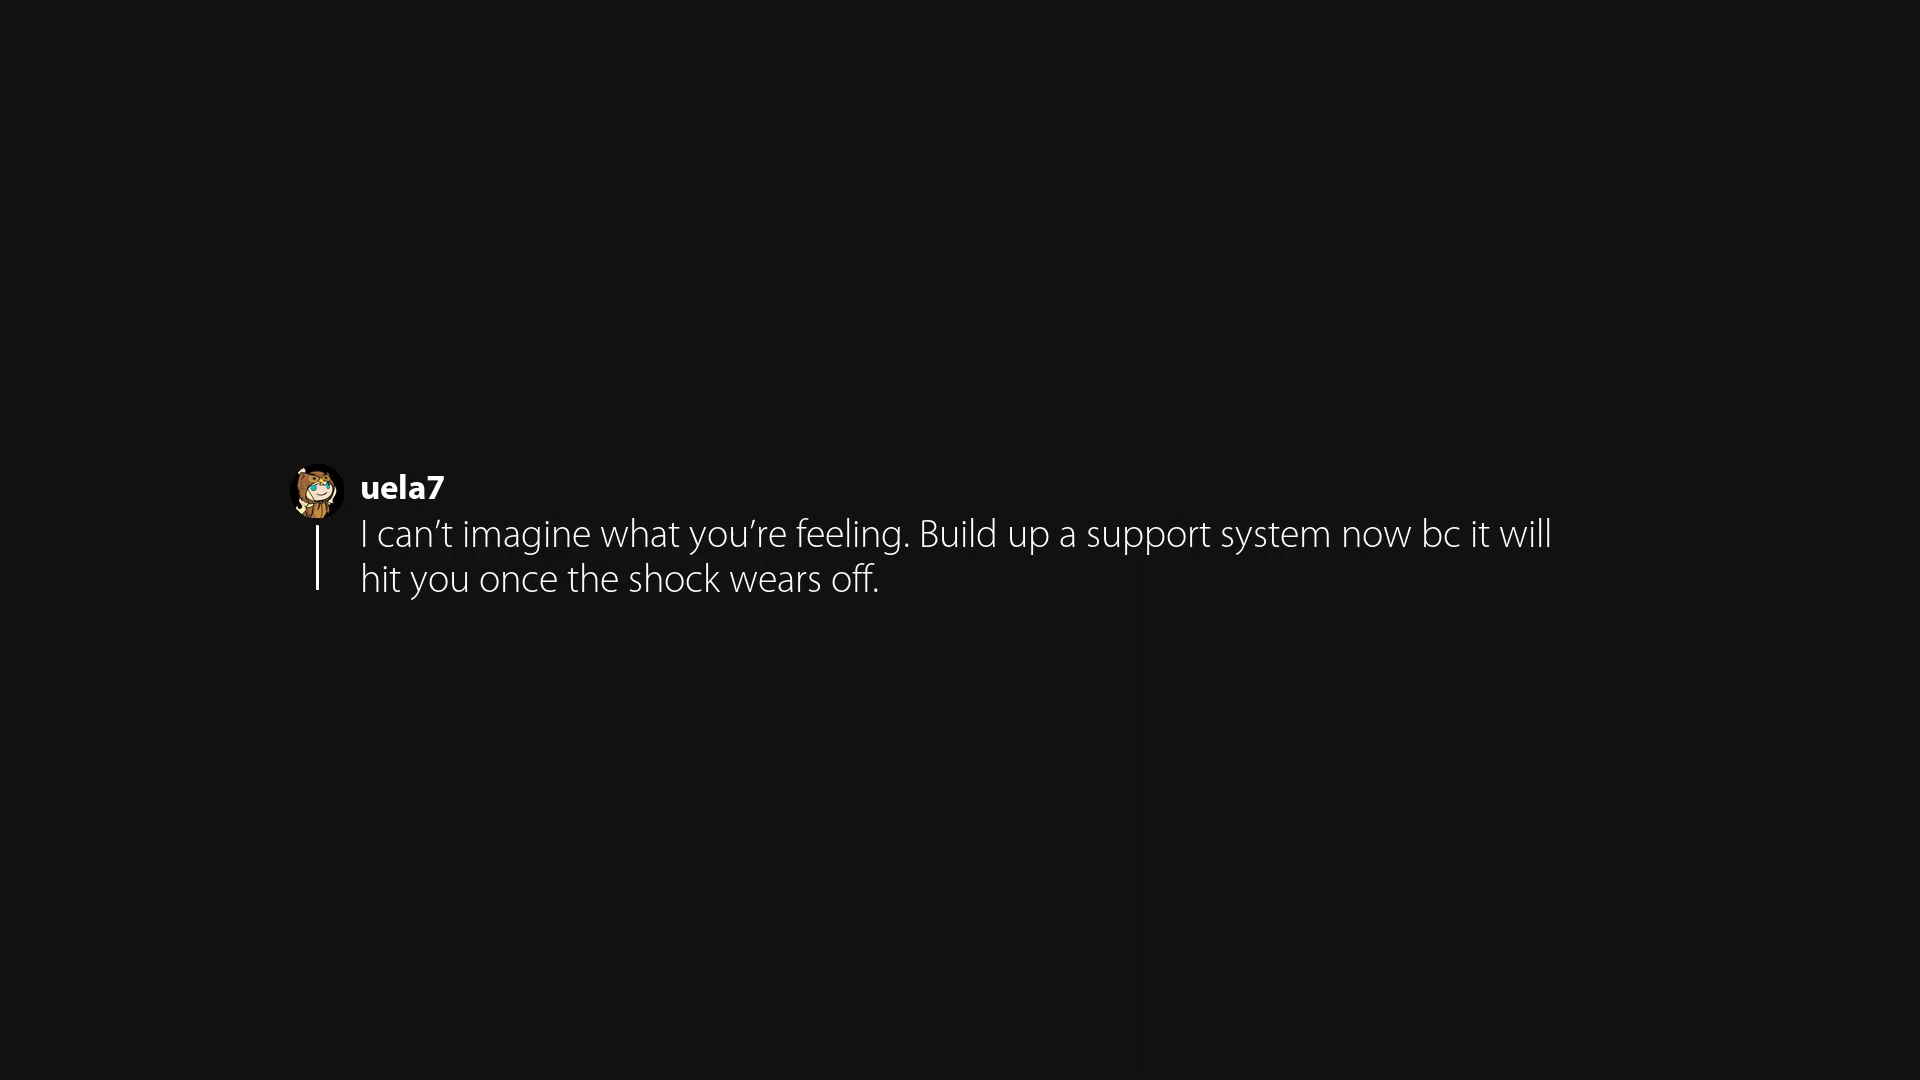 uela7
I can’t imagine what you’re feeling. Build up a support system now bc it will
hit you once the shock wears off.